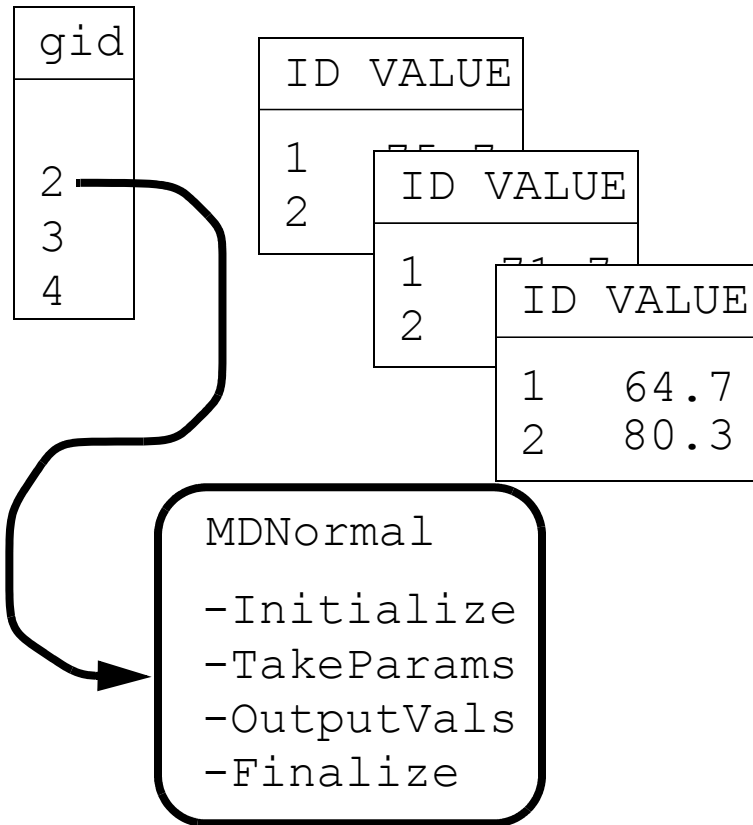 gid
2
3
4
ID VALUE
1
2
ID VALUE
1
2
ID VALUE
1 64.7
2 80.3
MDNormal
-Initialize
-TakeParams
-OutputVals
-Finalize